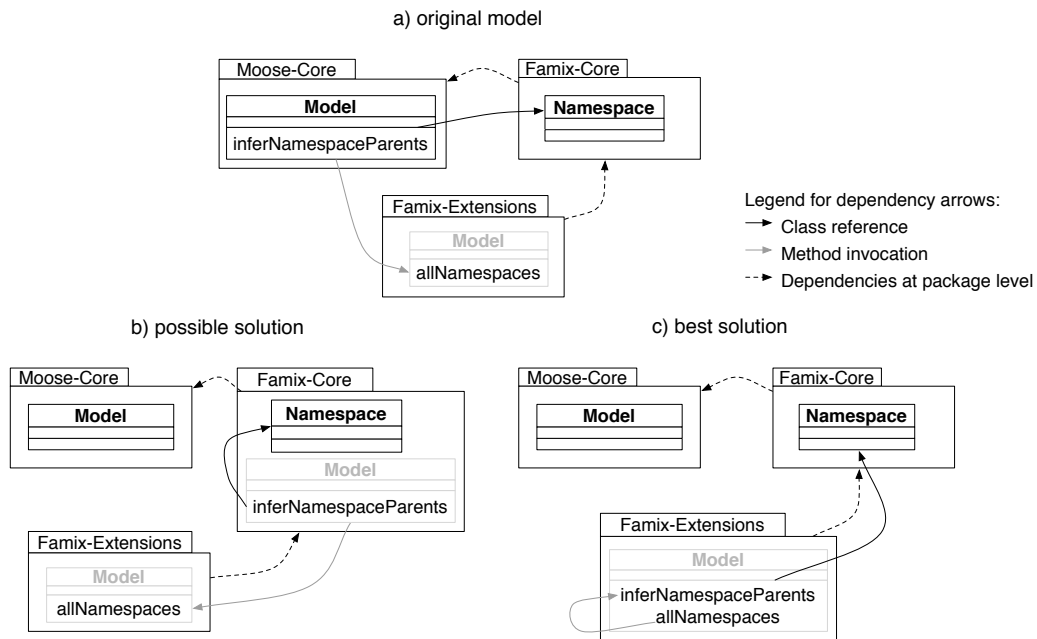 a) original model
Moose-Core
Famix-Core
Model
Namespace
inferNamespaceParents
Famix-Extensions
Model
allNamespaces
Legend for dependency arrows:
Class reference
Method invocation
Dependencies at package level
b) possible solution
Moose-Core
Famix-Core
Model
Namespace
Model
inferNamespaceParents
Famix-Extensions
Model
allNamespaces
c) best solution
Moose-Core
Famix-Core
Model
Namespace
Famix-Extensions
Model
inferNamespaceParents
allNamespaces